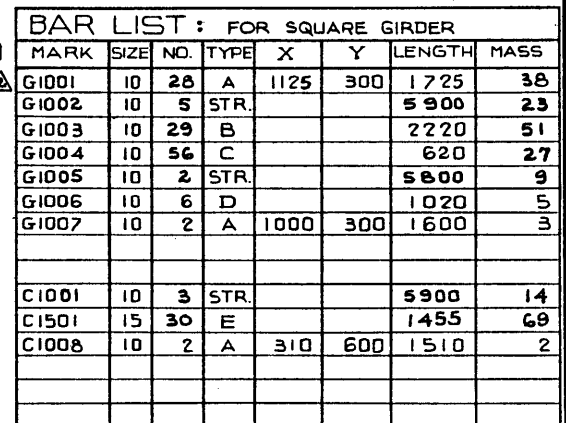 BAR LIST : FOR SQUARE GIRDER
MARK SIZE NO. TYPE X Y LENGTH MASS
G1001 10 28 A 1125 300 1725 38
G1002 10 5 STR. 5900 23
G1003 10 29 B 2220 51
G1004 10 56 C 620 27
G1005 10 2 STR. 5800 9
G1006 10 6 D 1020 5
G1007 10 2 A 1000 300 1600 3
C1001 10 3 STR. 5900 14
C1501 15 30 E 1455 69
C1008 10 2 A 310 600 1510 2